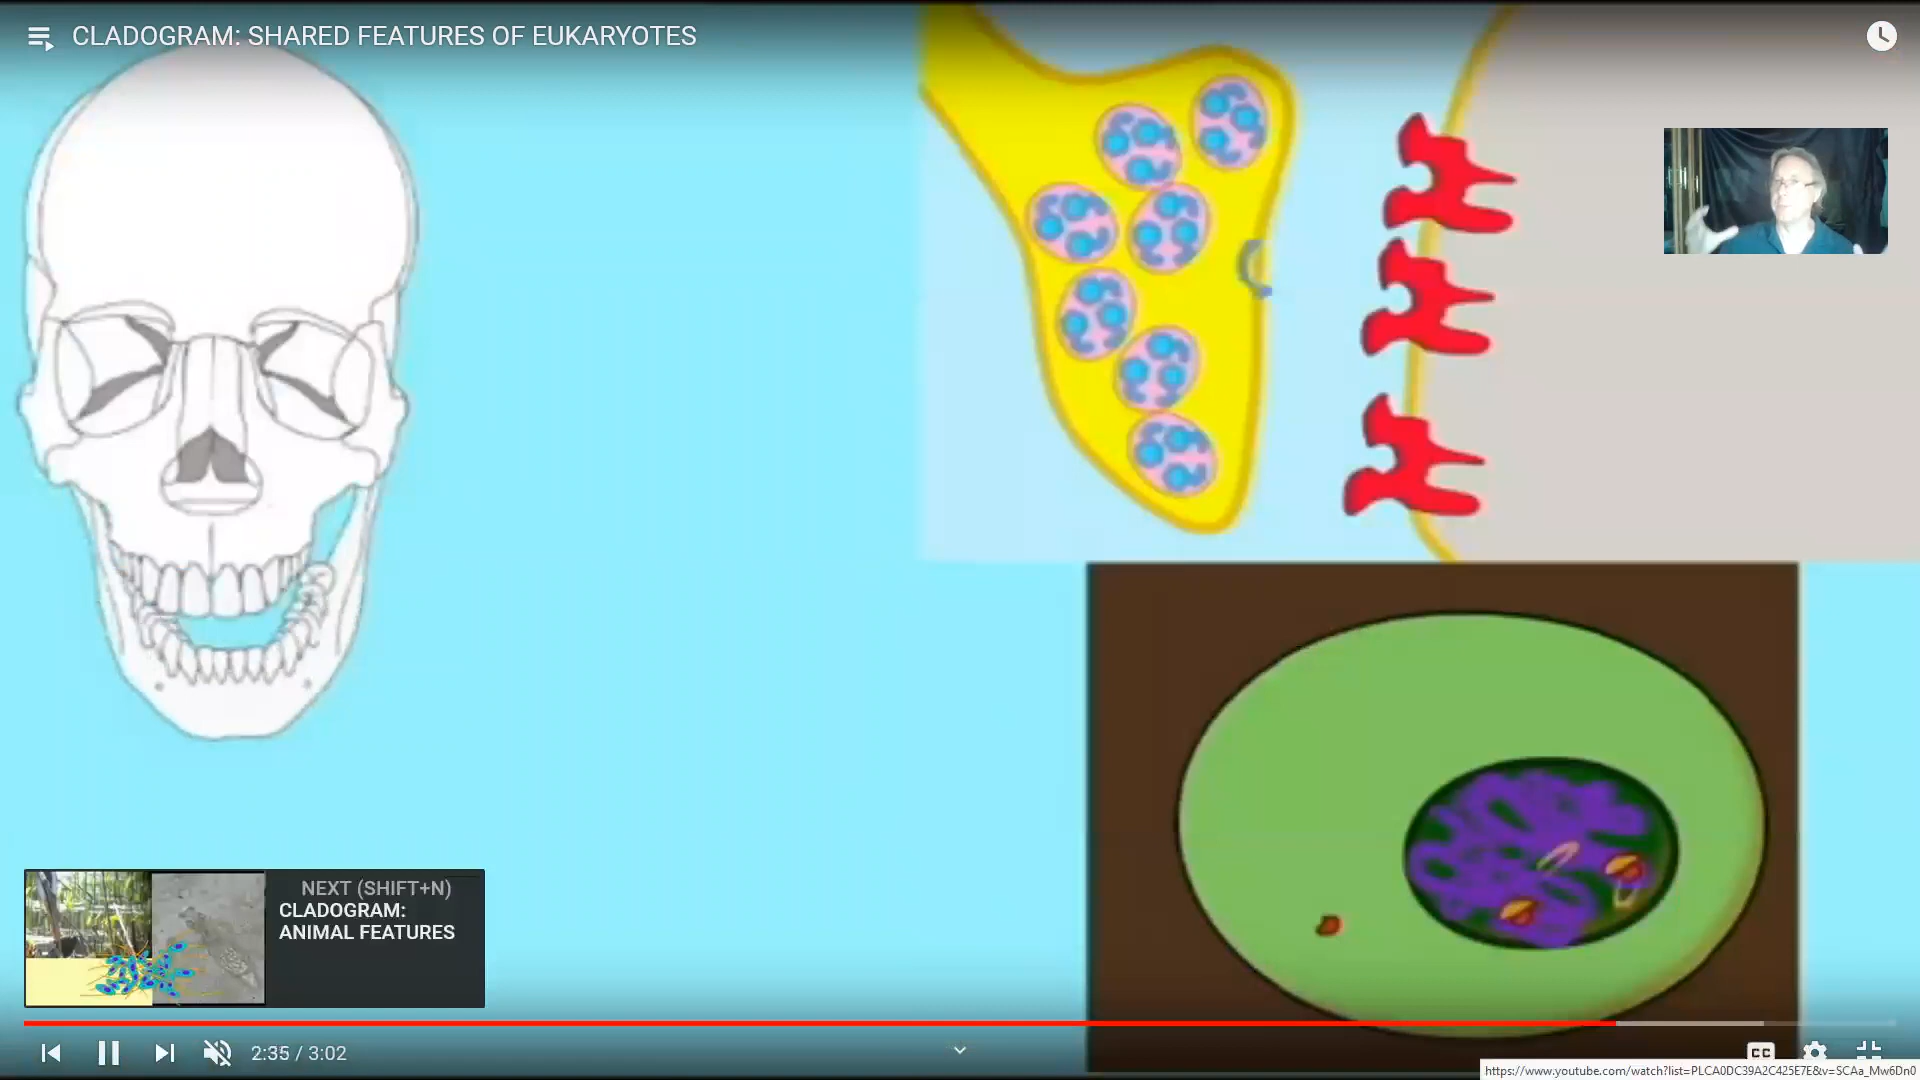 CLADOGRAM: SHARED FEATURES OF EUKARYOTES
NEXT (SHIFT+N)
CLADOGRAM:
ANIMAL FEATURES
2:35 / 3:02
CC
https://www.youtube.com/watch?list=PLCA0DC39A2C425E7E&v=SCAa_Mw6Dn0